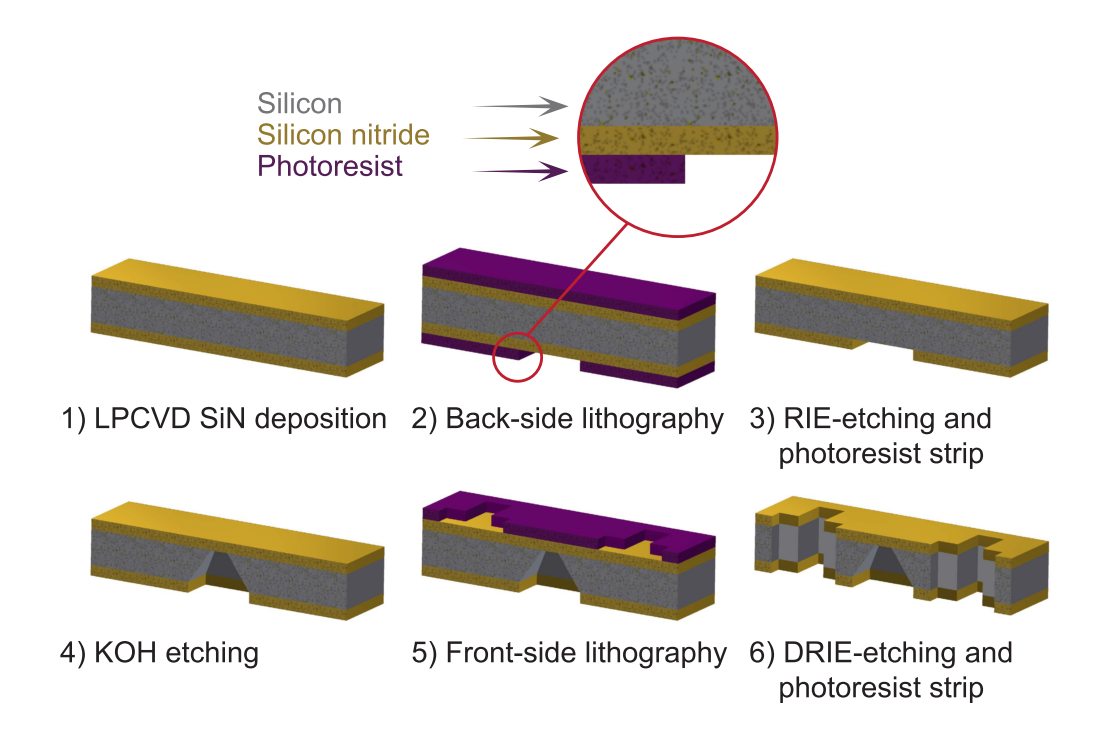 Silicon
Silicon nitride
Photoresist
1) LPCVD SiN deposition
2) Back-side lithography
3) RIE-etching and
photoresist strip
4) KOH etching
5) Front-side lithography
6) DRIE-etching and
photoresist strip